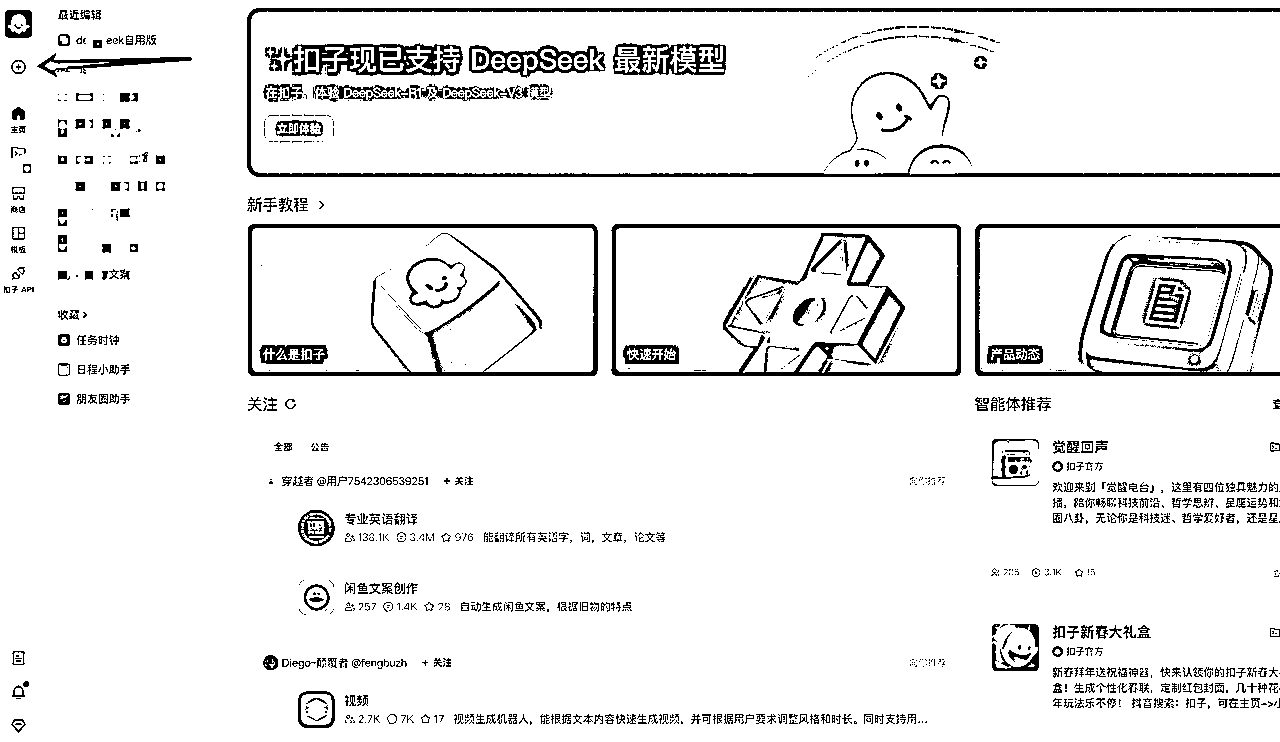 最近编辑
eek自用版
主页
商店
模板
扣子 API
文案
收藏 >
任务时钟
日程小助手
朋友圈助手
扣子现已支持 DeepSeek 最新模型
在扣子，体验 DeepSeek-R1 及 DeepSeek-V3 模型
立即体验
新手教程 >
什么是扣子
快速开始
产品动态
关注
全部 公告
穿越者 @用户7542306539251 + 关注
为你推荐
专业英语翻译
138.1K 3.4M 976 能翻译所有英语字，词，文章，论文等
闲鱼文案创作
257 1.4K 28 自动生成闲鱼文案，根据旧物的特点
Diego-颠覆者 @fengbuzh + 关注
为你推荐
视频
2.7K 7K 17 视频生成机器人，能根据文本内容快速生成视频，并可根据用户要求调整风格和时长。同时支持用...
智能体推荐
觉醒回声
扣子官方
欢迎来到「觉醒电台」，这里有四位独具魅力的
播，陪你畅聊科技前沿、哲学思辨、星座运势和
圈八卦，无论你是科技迷、哲学爱好者，还是星
205 3.1K 15
扣子新春大礼盒
扣子官方
新春拜年送祝福神器，快来认领你的扣子新春大
盒！生成个性化春联，定制红包封面，几十种花
年玩法乐不停！ 抖音搜索：扣子，可在主页->